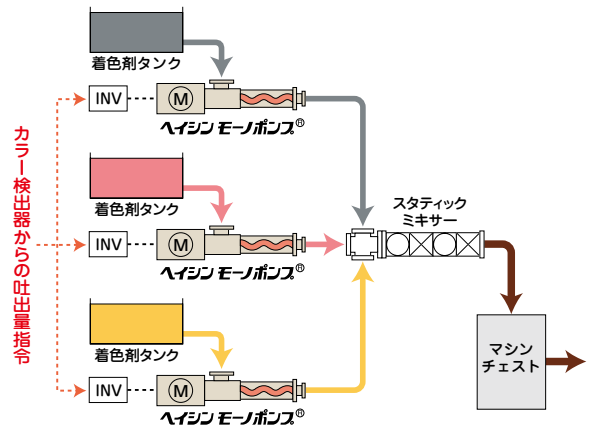 着色剤タンク
INV
M
ヘイシン モーノポンプ®
カラー検出器からの吐出量指令
着色剤タンク
INV
M
ヘイシン モーノポンプ®
スタティック
ミキサー
着色剤タンク
INV
M
ヘイシン モーノポンプ®
マシン
チェスト